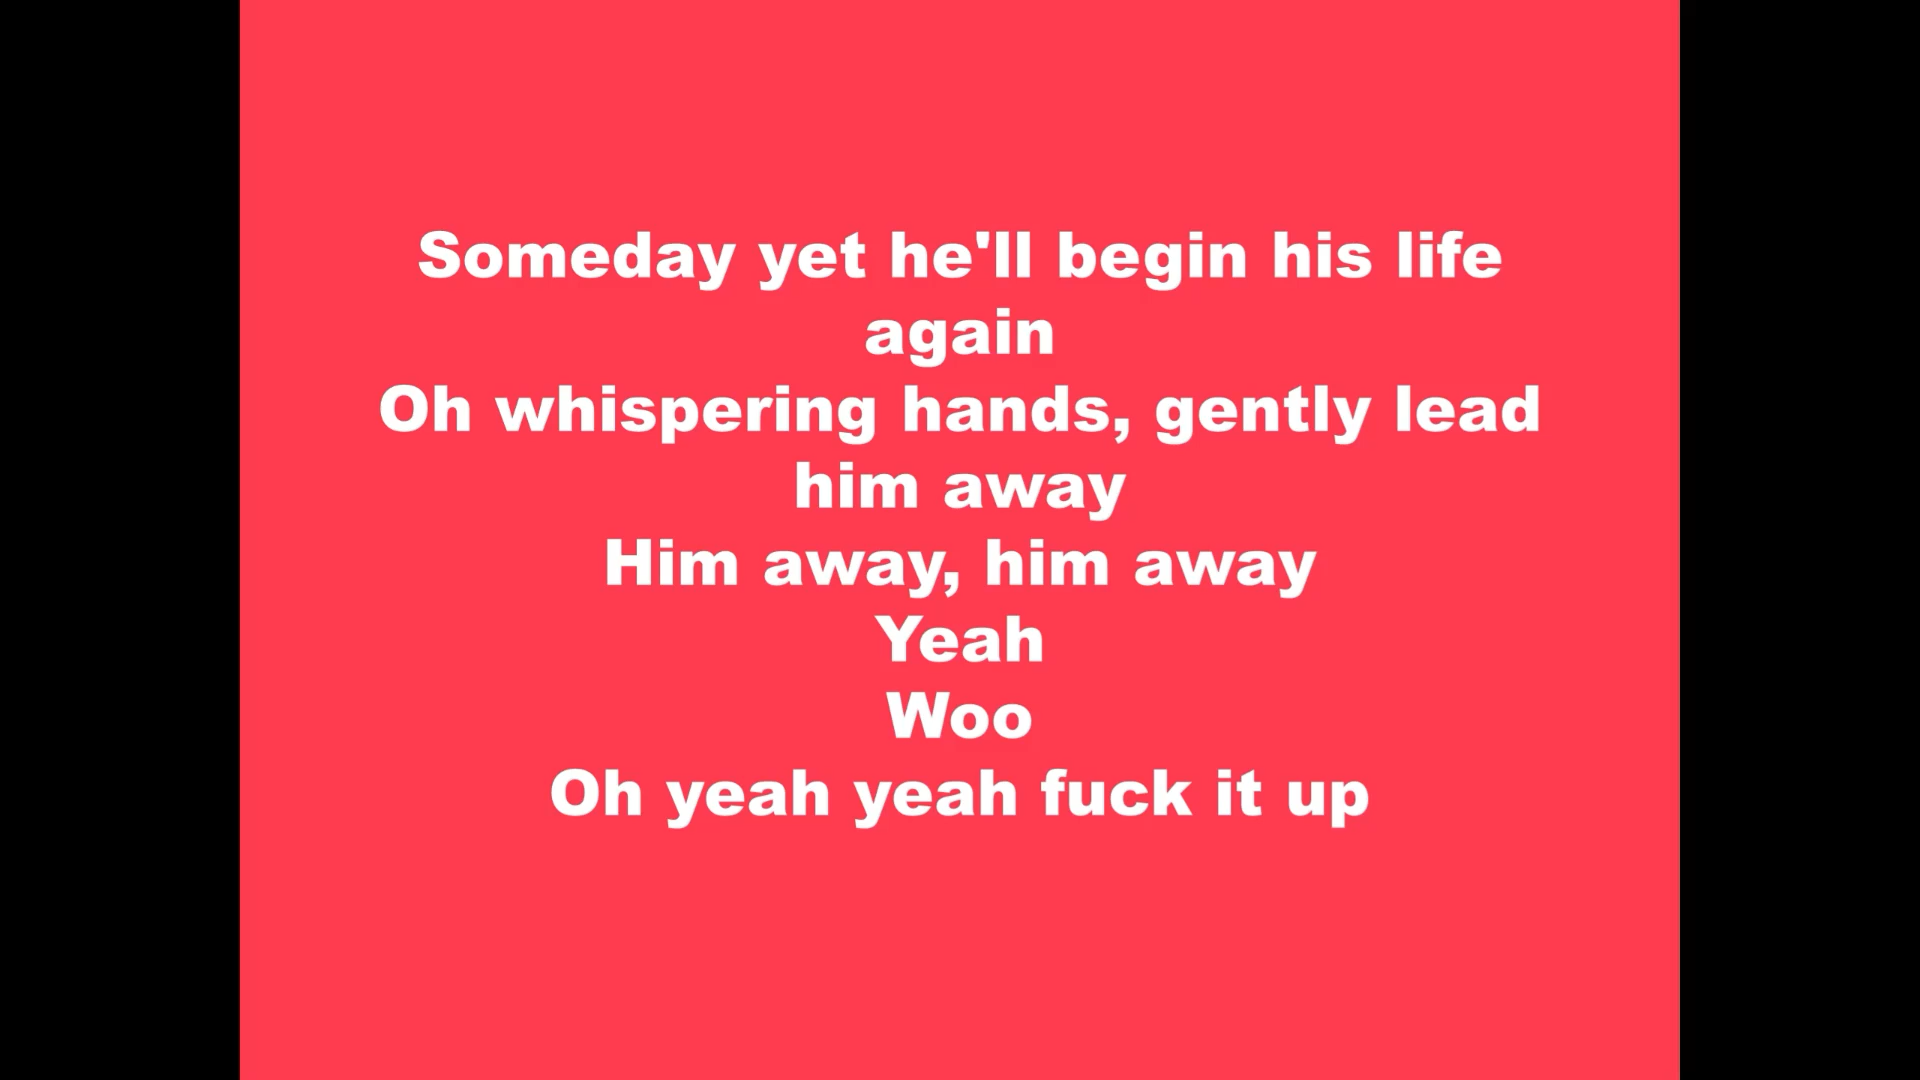 Someday yet he'll begin his life
again
Oh whispering hands, gently lead
him away
Him away, him away
Yeah
Woo
Oh yeah yeah fuck it up